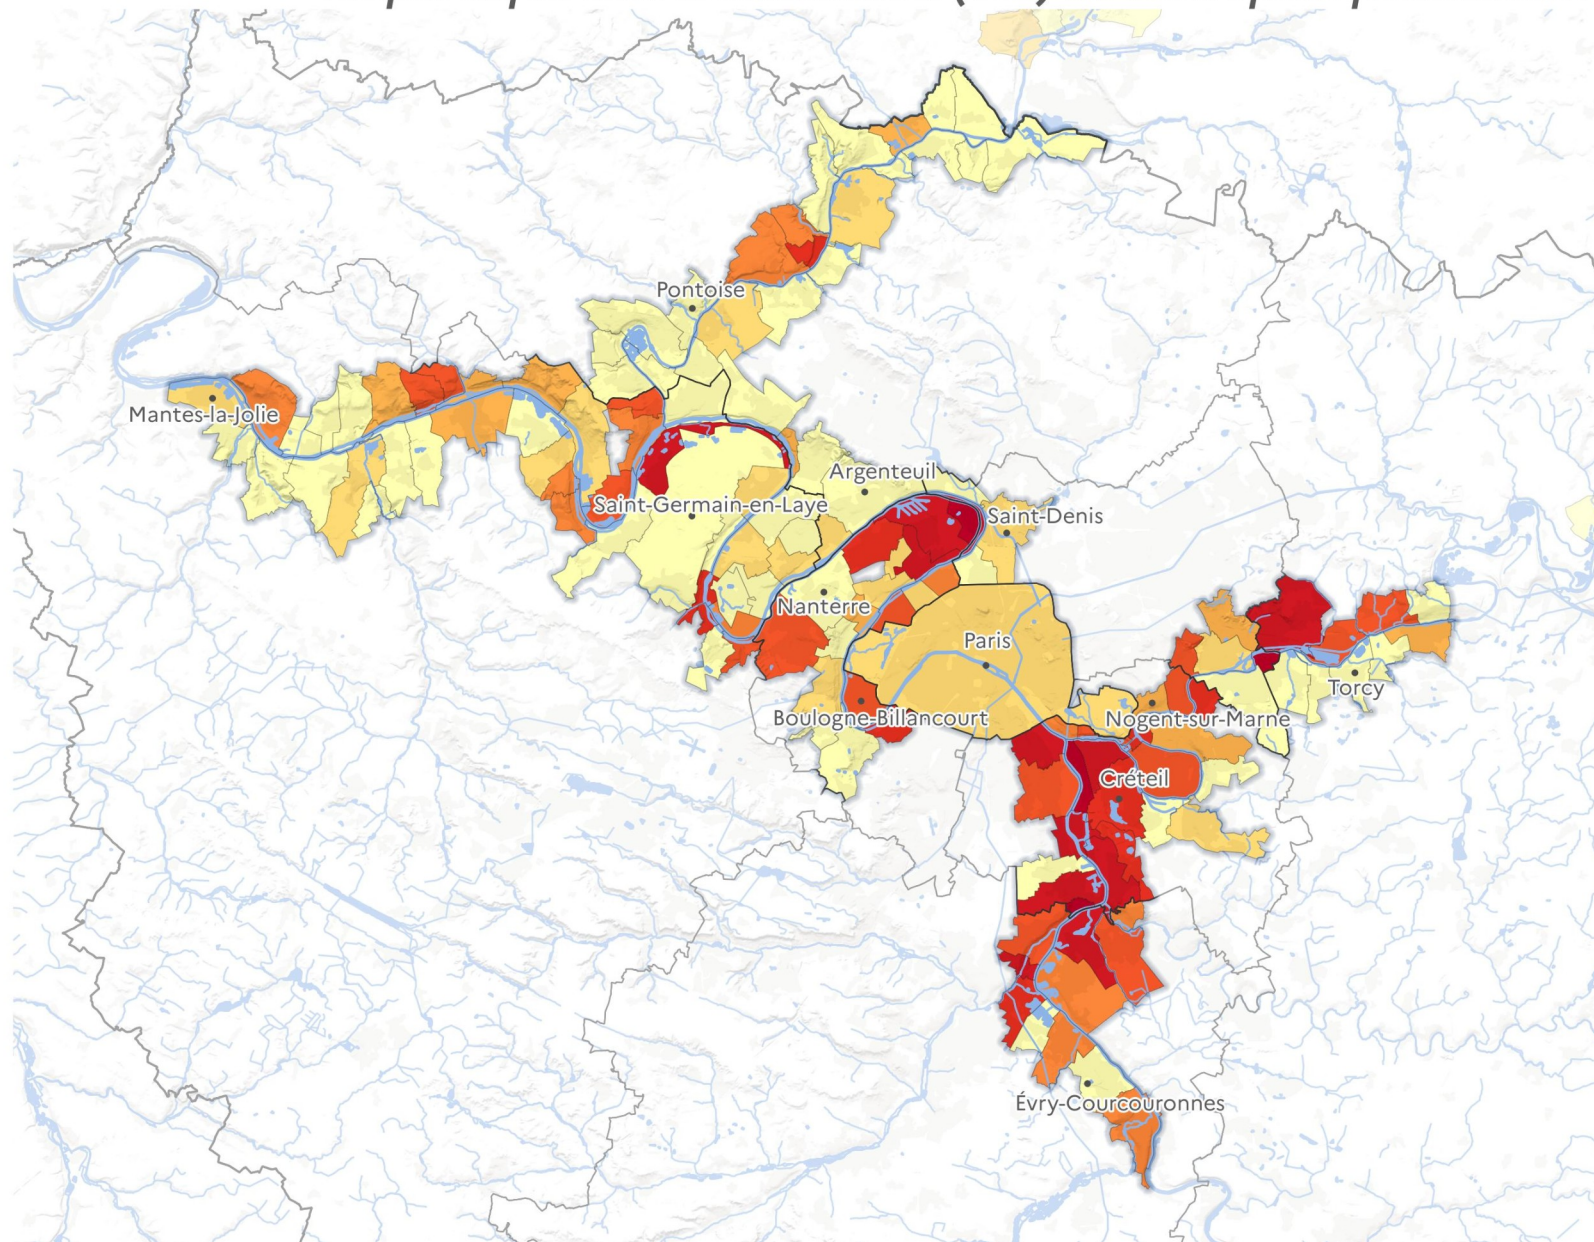 Pontoise
Mantes-la-Jolie
Argenteuil
Saint-Germain-en-Laye
Saint-Denis
Nanterre
Paris
Torcy
Boulogne-Billancourt
Nogent-sur-Marne
Créteil
Évry-Courcouronnes